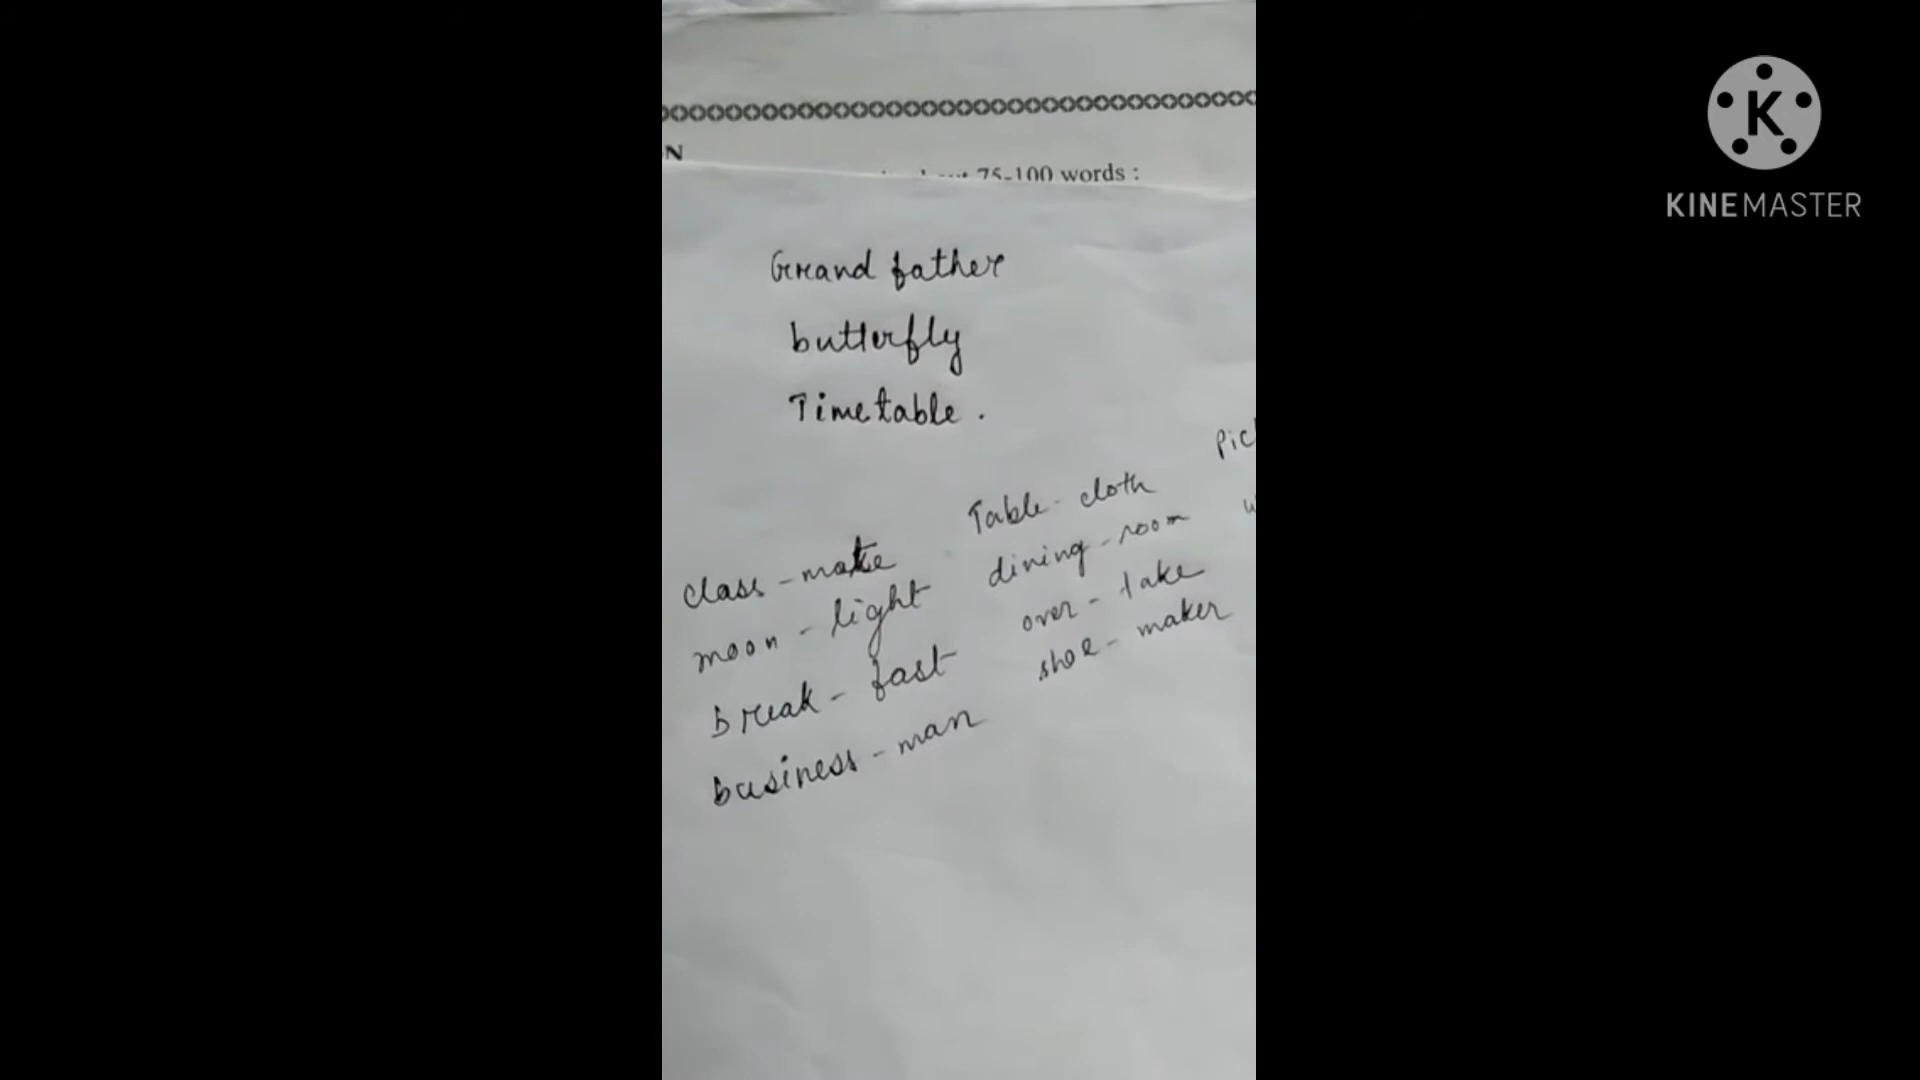 N
75-100 words :
Grand father
butterfly
Timetable .
class - mate
moon - light
break - fast
business - man
Table - cloth
dining - room
over - take
shoe - maker
K
KINEMASTER